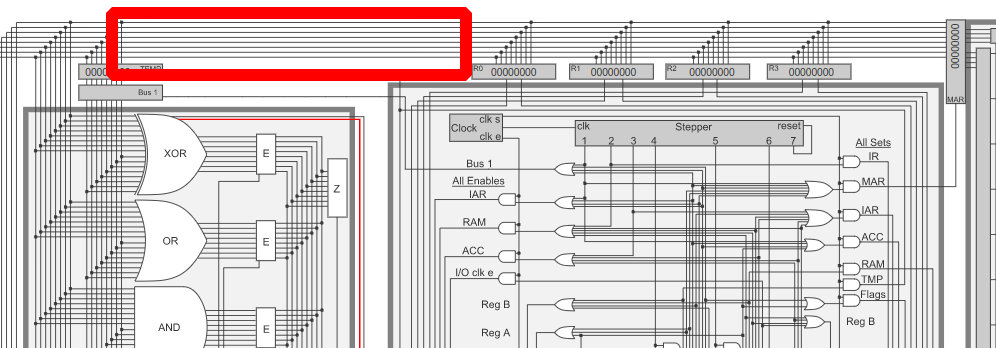 R0 00000000
R1 00000000
R2 00000000
R3 00000000
00000000
MAR
Bus 1
Clock
clk s
clk e
clk
Stepper
reset
1 2 3 4 5 6 7
All Sets
IR
MAR
IAR
ACC
RAM
TMP
Flags
Reg B
Bus 1
All Enables
IAR
RAM
ACC
I/O clk e
Reg B
Reg A
XOR
E
Z
OR
E
AND
E